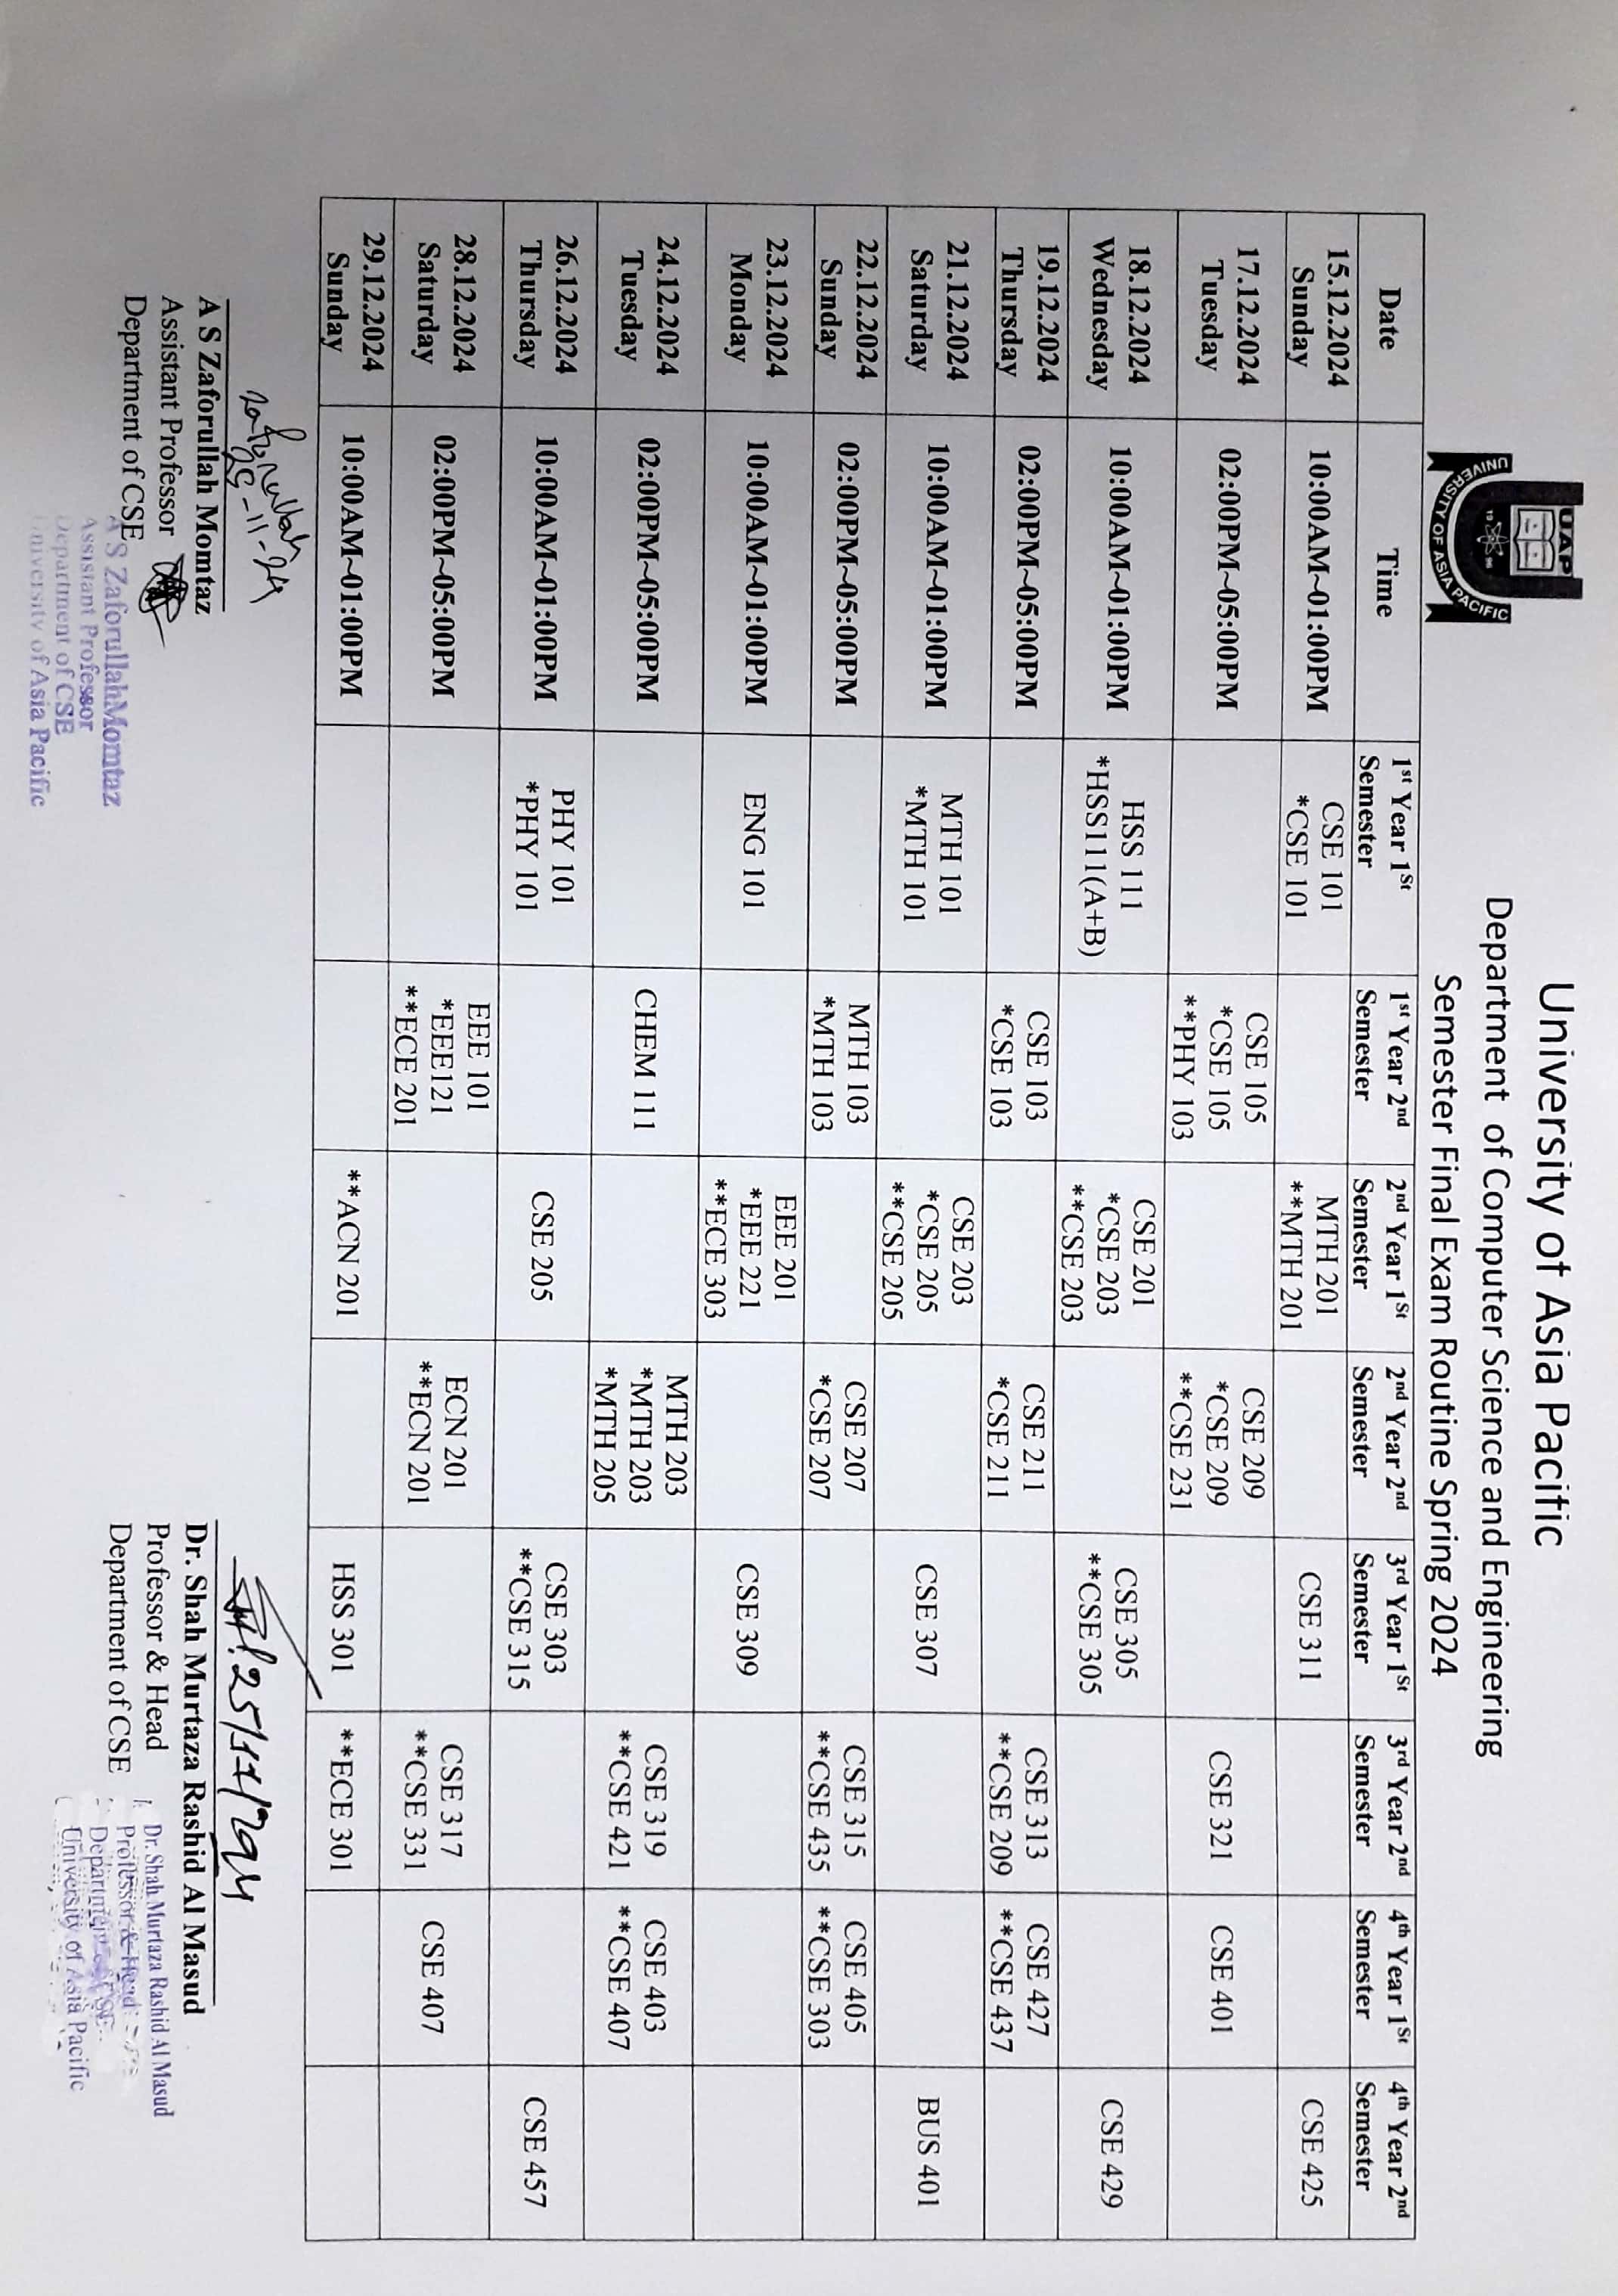 UAP
19 96
UNIVERSITY OF ASIA PACIFIC
University of Asia Pacific
Department of Computer Science and Engineering
Semester Final Exam Routine Spring 2024
Date Time 1st Year 1St Semester 1st Year 2nd Semester 2nd Year 1St Semester 2nd Year 2nd Semester 3rd Year 1St Semester 3rd Year 2nd Semester 4th Year 1St Semester 4th Year 2nd Semester
15.12.2024 Sunday 10:00AM~01:00PM CSE 101 *CSE 101 MTH 201 **MTH 201 CSE 311 CSE 425
17.12.2024 Tuesday 02:00PM~05:00PM CSE 105 *CSE 105 **PHY 103 CSE 209 *CSE 209 **CSE 231 CSE 321 CSE 401
18.12.2024 Wednesday 10:00AM~01:00PM HSS 111 *HSS111(A+B) CSE 201 *CSE 203 **CSE 203 CSE 305 **CSE 305 CSE 429
19.12.2024 Thursday 02:00PM~05:00PM CSE 103 *CSE 103 CSE 211 *CSE 211 CSE 313 **CSE 209 CSE 427 **CSE 437
21.12.2024 Saturday 10:00AM~01:00PM MTH 101 *MTH 101 CSE 203 *CSE 205 **CSE 205 CSE 307 BUS 401
22.12.2024 Sunday 02:00PM~05:00PM MTH 103 *MTH 103 CSE 207 *CSE 207 CSE 315 **CSE 435 CSE 405 **CSE 303
23.12.2024 Monday 10:00AM~01:00PM ENG 101 EEE 201 *EEE 221 **ECE 303 CSE 309
24.12.2024 Tuesday 02:00PM~05:00PM CHEM 111 MTH 203 *MTH 203 *MTH 205 CSE 319 **CSE 421 CSE 403 **CSE 407
26.12.2024 Thursday 10:00AM~01:00PM PHY 101 *PHY 101 CSE 205 CSE 303 **CSE 315 CSE 457
28.12.2024 Saturday 02:00PM~05:00PM EEE 101 *EEE121 **ECE 201 ECN 201 **ECN 201 CSE 317 **CSE 331 CSE 407
29.12.2024 Sunday 10:00AM~01:00PM **ACN 201 HSS 301 **ECE 301
Zaforullah
25-11-24
A S Zaforullah Momtaz
Assistant Professor
Department of CSE
A S ZaforullahMomtaz
Assistant Professor
Department of CSE
University of Asia Pacific
25/11/2024
Dr. Shah Murtaza Rashid Al Masud
Professor & Head
Department of CSE
Dr. Shah Murtaza Rashid Al Masud
Professor & Head
Department of CSE
University of Asia Pacific